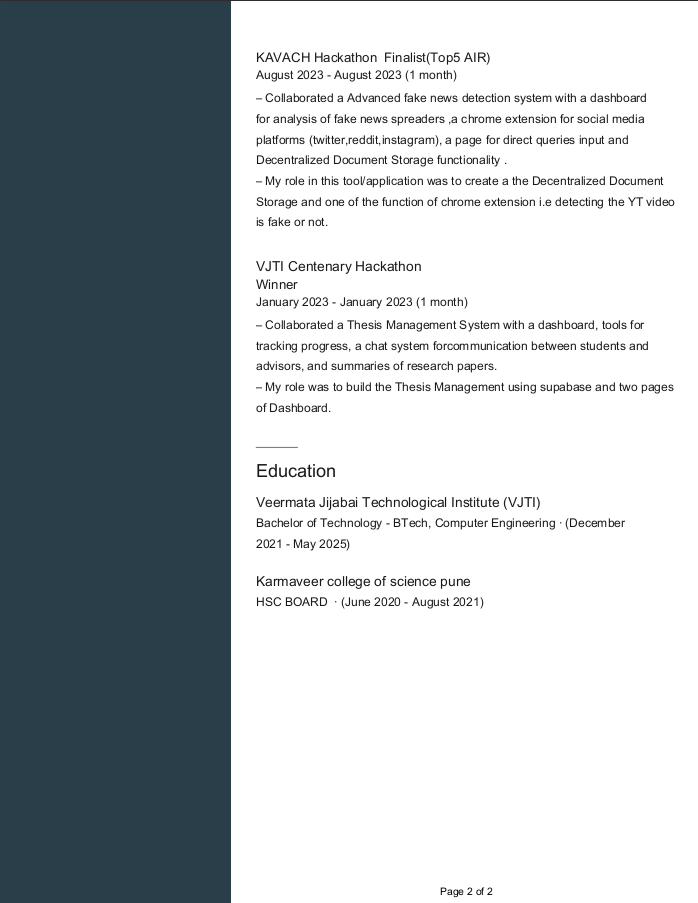 KAVACH Hackathon  Finalist(Top5 AIR)
August 2023 - August 2023 (1 month)
– Collaborated a Advanced fake news detection system with a dashboard
for analysis of fake news spreaders ,a chrome extension for social media
platforms (twitter,reddit,instagram), a page for direct queries input and
Decentralized Document Storage functionality .
– My role in this tool/application was to create a the Decentralized Document
Storage and one of the function of chrome extension i.e detecting the YT video
is fake or not.
VJTI Centenary Hackathon
Winner
January 2023 - January 2023 (1 month)
– Collaborated a Thesis Management System with a dashboard, tools for
tracking progress, a chat system forcommunication between students and
advisors, and summaries of research papers.
– My role was to build the Thesis Management using supabase and two pages
of Dashboard.
Education
Veermata Jijabai Technological Institute (VJTI)
Bachelor of Technology - BTech, Computer Engineering · (December
2021 - May 2025)
Karmaveer college of science pune
HSC BOARD  · (June 2020 - August 2021)
Page 2 of 2